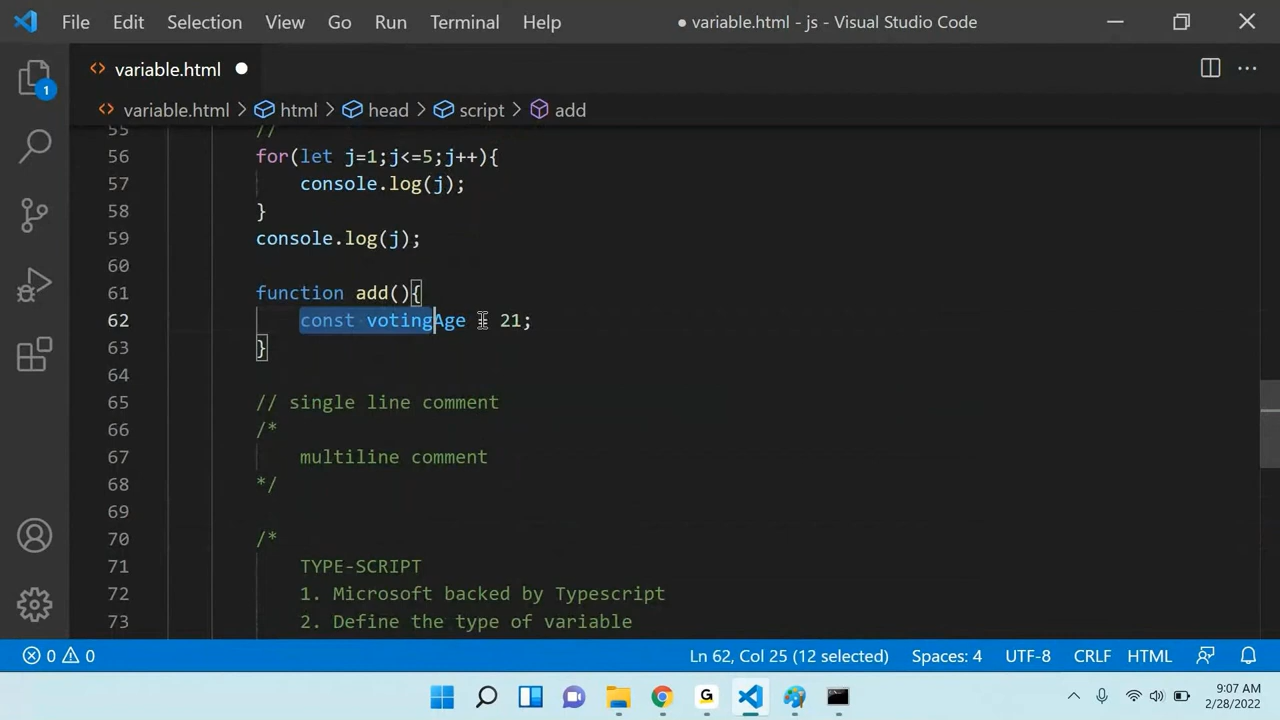 File Edit Selection View Go Run Terminal Help ● variable.html - js - Visual Studio Code
variable.html ●
variable.html > html > head > script > add
1
55 //
56 for(let j=1;j<=5;j++){
57 console.log(j);
58 }
59 console.log(j);
60
61 function add(){
62 const votingAge = 21;
63 }
64
65 // single line comment
66 /*
67 multiline comment
68 */
69
70 /*
71 TYPE-SCRIPT
72 1. Microsoft backed by Typescript
73 2. Define the type of variable
0 0 Ln 62, Col 25 (12 selected) Spaces: 4 UTF-8 CRLF HTML
G 9:07 AM
2/28/2022